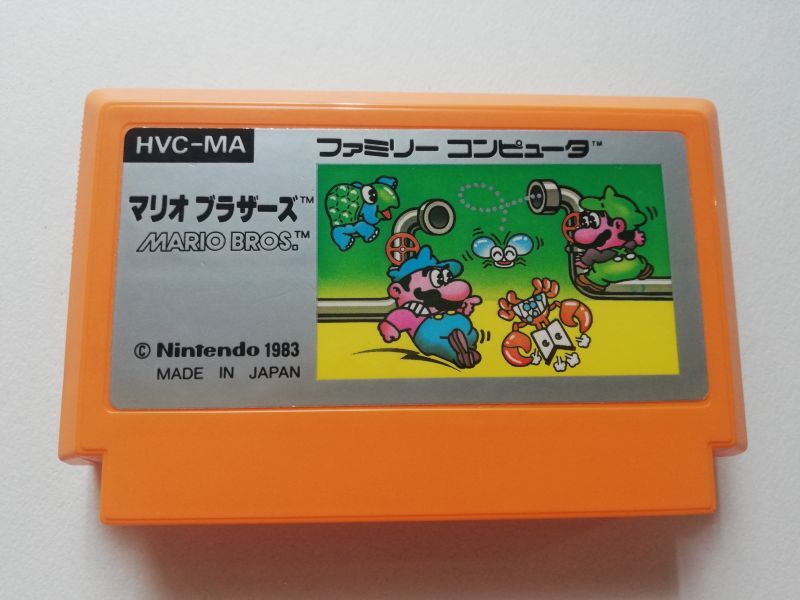 HVC-MA
ファミリー コンピュータ™
マリオ ブラザーズ™
MARIO BROS.™
© Nintendo 1983
MADE IN JAPAN